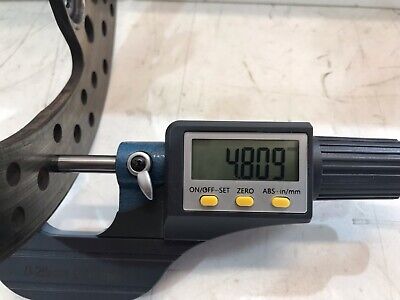 4.809
ON/OFF-SET ZERO ABS-in/mm